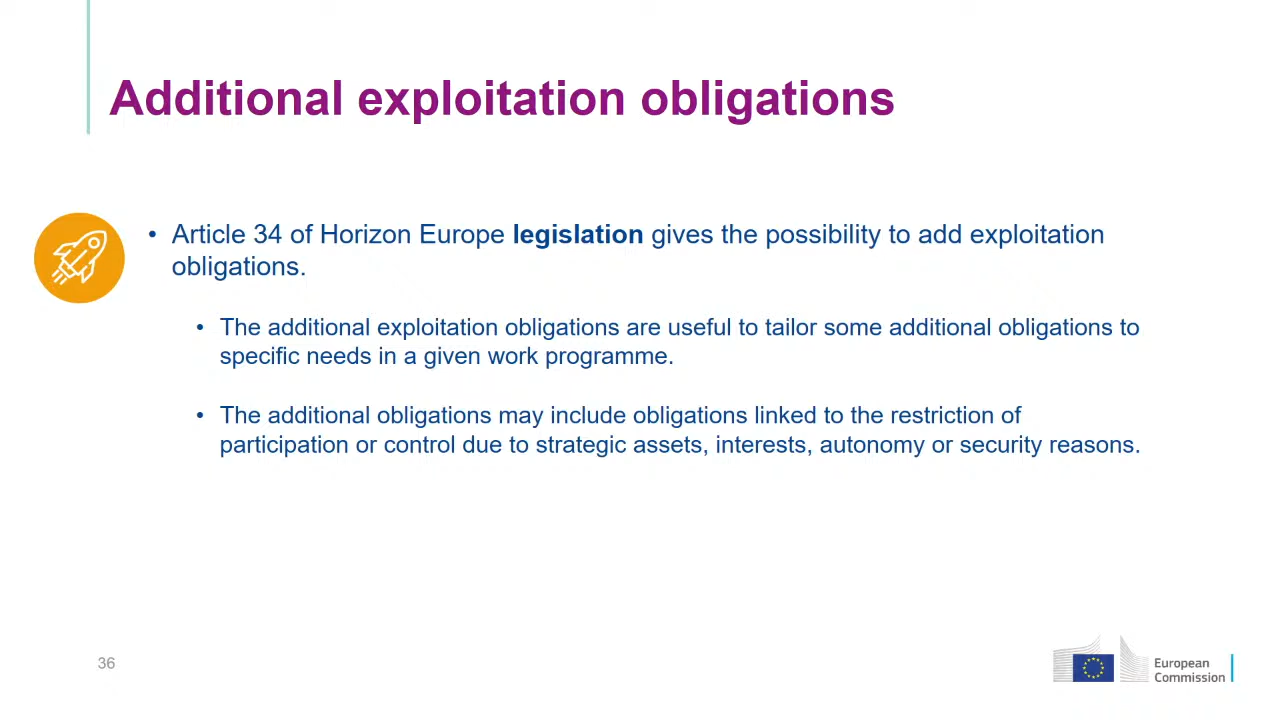 Additional exploitation obligations
• Article 34 of Horizon Europe legislation gives the possibility to add exploitation
obligations.
• The additional exploitation obligations are useful to tailor some additional obligations to
specific needs in a given work programme.
• The additional obligations may include obligations linked to the restriction of
participation or control due to strategic assets, interests, autonomy or security reasons.
36
European
Commission